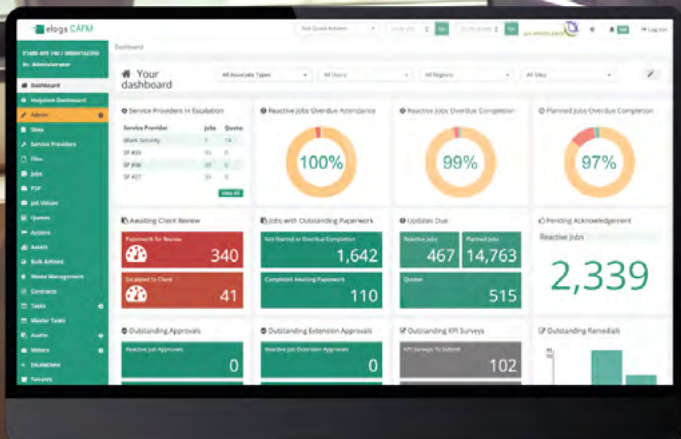 elogs CAFM
Log out
Dashboard
Dr. Administrator
Dashboard
Helpdesk Dashboard
Admin
Sites
Service Providers
Files
Jobs
P2P
Job Values
Quotes
Actions
Assets
Bulk Actions
Contracts
Tasks
Master Tasks
Audits
Meters
Escalations
Tenants
Your
dashboard
All Associate Types
All Users
All Regions
All Sites
Service Providers in Escalation
Service Provider Jobs Quotes
Shark Security
SP #35
SP #27
View All
Reactive Jobs Overdue Attendance
100%
Reactive Jobs Overdue Completion
99%
Planned Jobs Overdue Completion
97%
Awaiting Client Review
Paperwork for Review
340
Escalated to Client
41
Jobs with Outstanding Paperwork
Not Started or Overdue Completion
1,642
Completed Awaiting Paperwork
110
Updates Due
Reactive Jobs
467
Planned Jobs
14,763
Quotes
515
Pending Acknowledgement
Reactive Jobs
2,339
Outstanding Approvals
Reactive Job Approvals
0
Outstanding Extension Approvals
Reactive Job Extension Approvals
0
Outstanding KPI Surveys
KPI Surveys To Submit
102
Outstanding Remedials